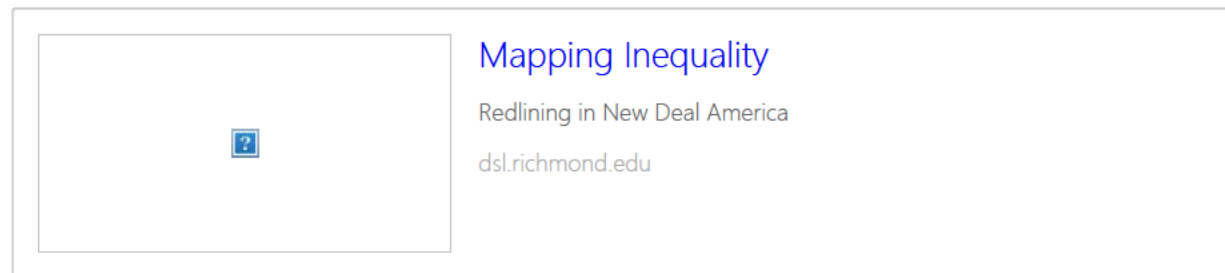 Mapping Inequality
Redlining in New Deal America
dsl.richmond.edu